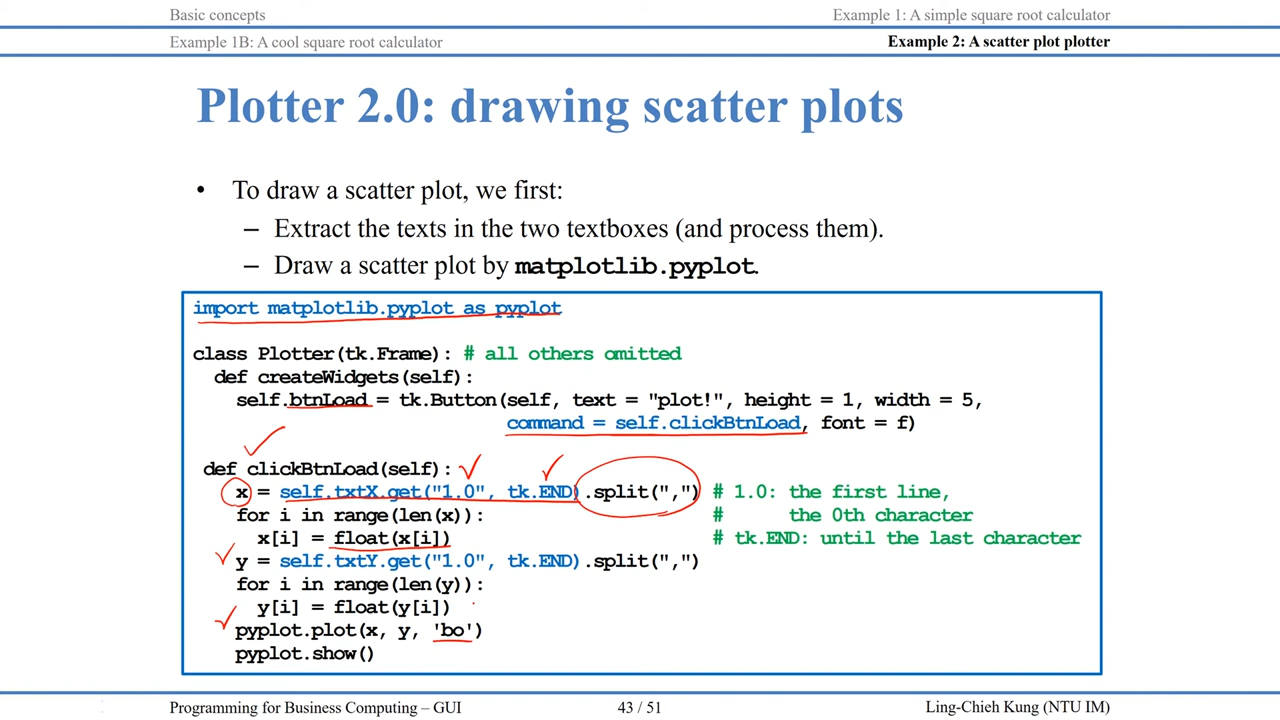 Basic concepts
Example 1: A simple square root calculator
Example 1B: A cool square root calculator
Example 2: A scatter plot plotter
Plotter 2.0: drawing scatter plots
• To draw a scatter plot, we first:
– Extract the texts in the two textboxes (and process them).
– Draw a scatter plot by matplotlib.pyplot.
import matplotlib.pyplot as pyplot
class Plotter(tk.Frame): # all others omitted
def createWidgets(self):
self.btnLoad = tk.Button(self, text = "plot!", height = 1, width = 5,
command = self.clickBtnLoad, font = f)
def clickBtnLoad(self):
x = self.txtX.get("1.0", tk.END).split(",") # 1.0: the first line,
for i in range(len(x)): # the 0th character
x[i] = float(x[i]) # tk.END: until the last character
y = self.txtY.get("1.0", tk.END).split(",")
for i in range(len(y)):
y[i] = float(y[i])
pyplot.plot(x, y, 'bo')
pyplot.show()
Programming for Business Computing – GUI
43 / 51
Ling-Chieh Kung (NTU IM)